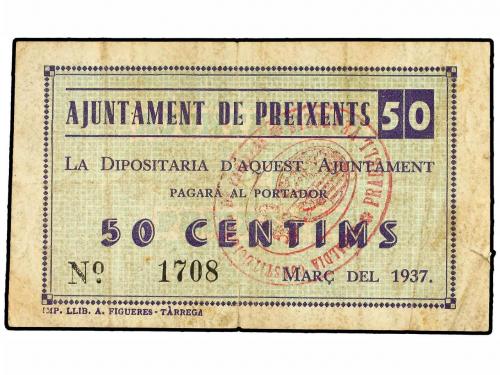 AJUNTAMENT DE PREIXENTS 50
LA DIPOSITARIA D'AQUEST AJUNTAMENT
PAGARÀ AL PORTADOR
50 CENTIMS
Nº 1708 MARÇ DEL 1937.
IMP. LLIB. A. FIGUERES - TÀRREGA